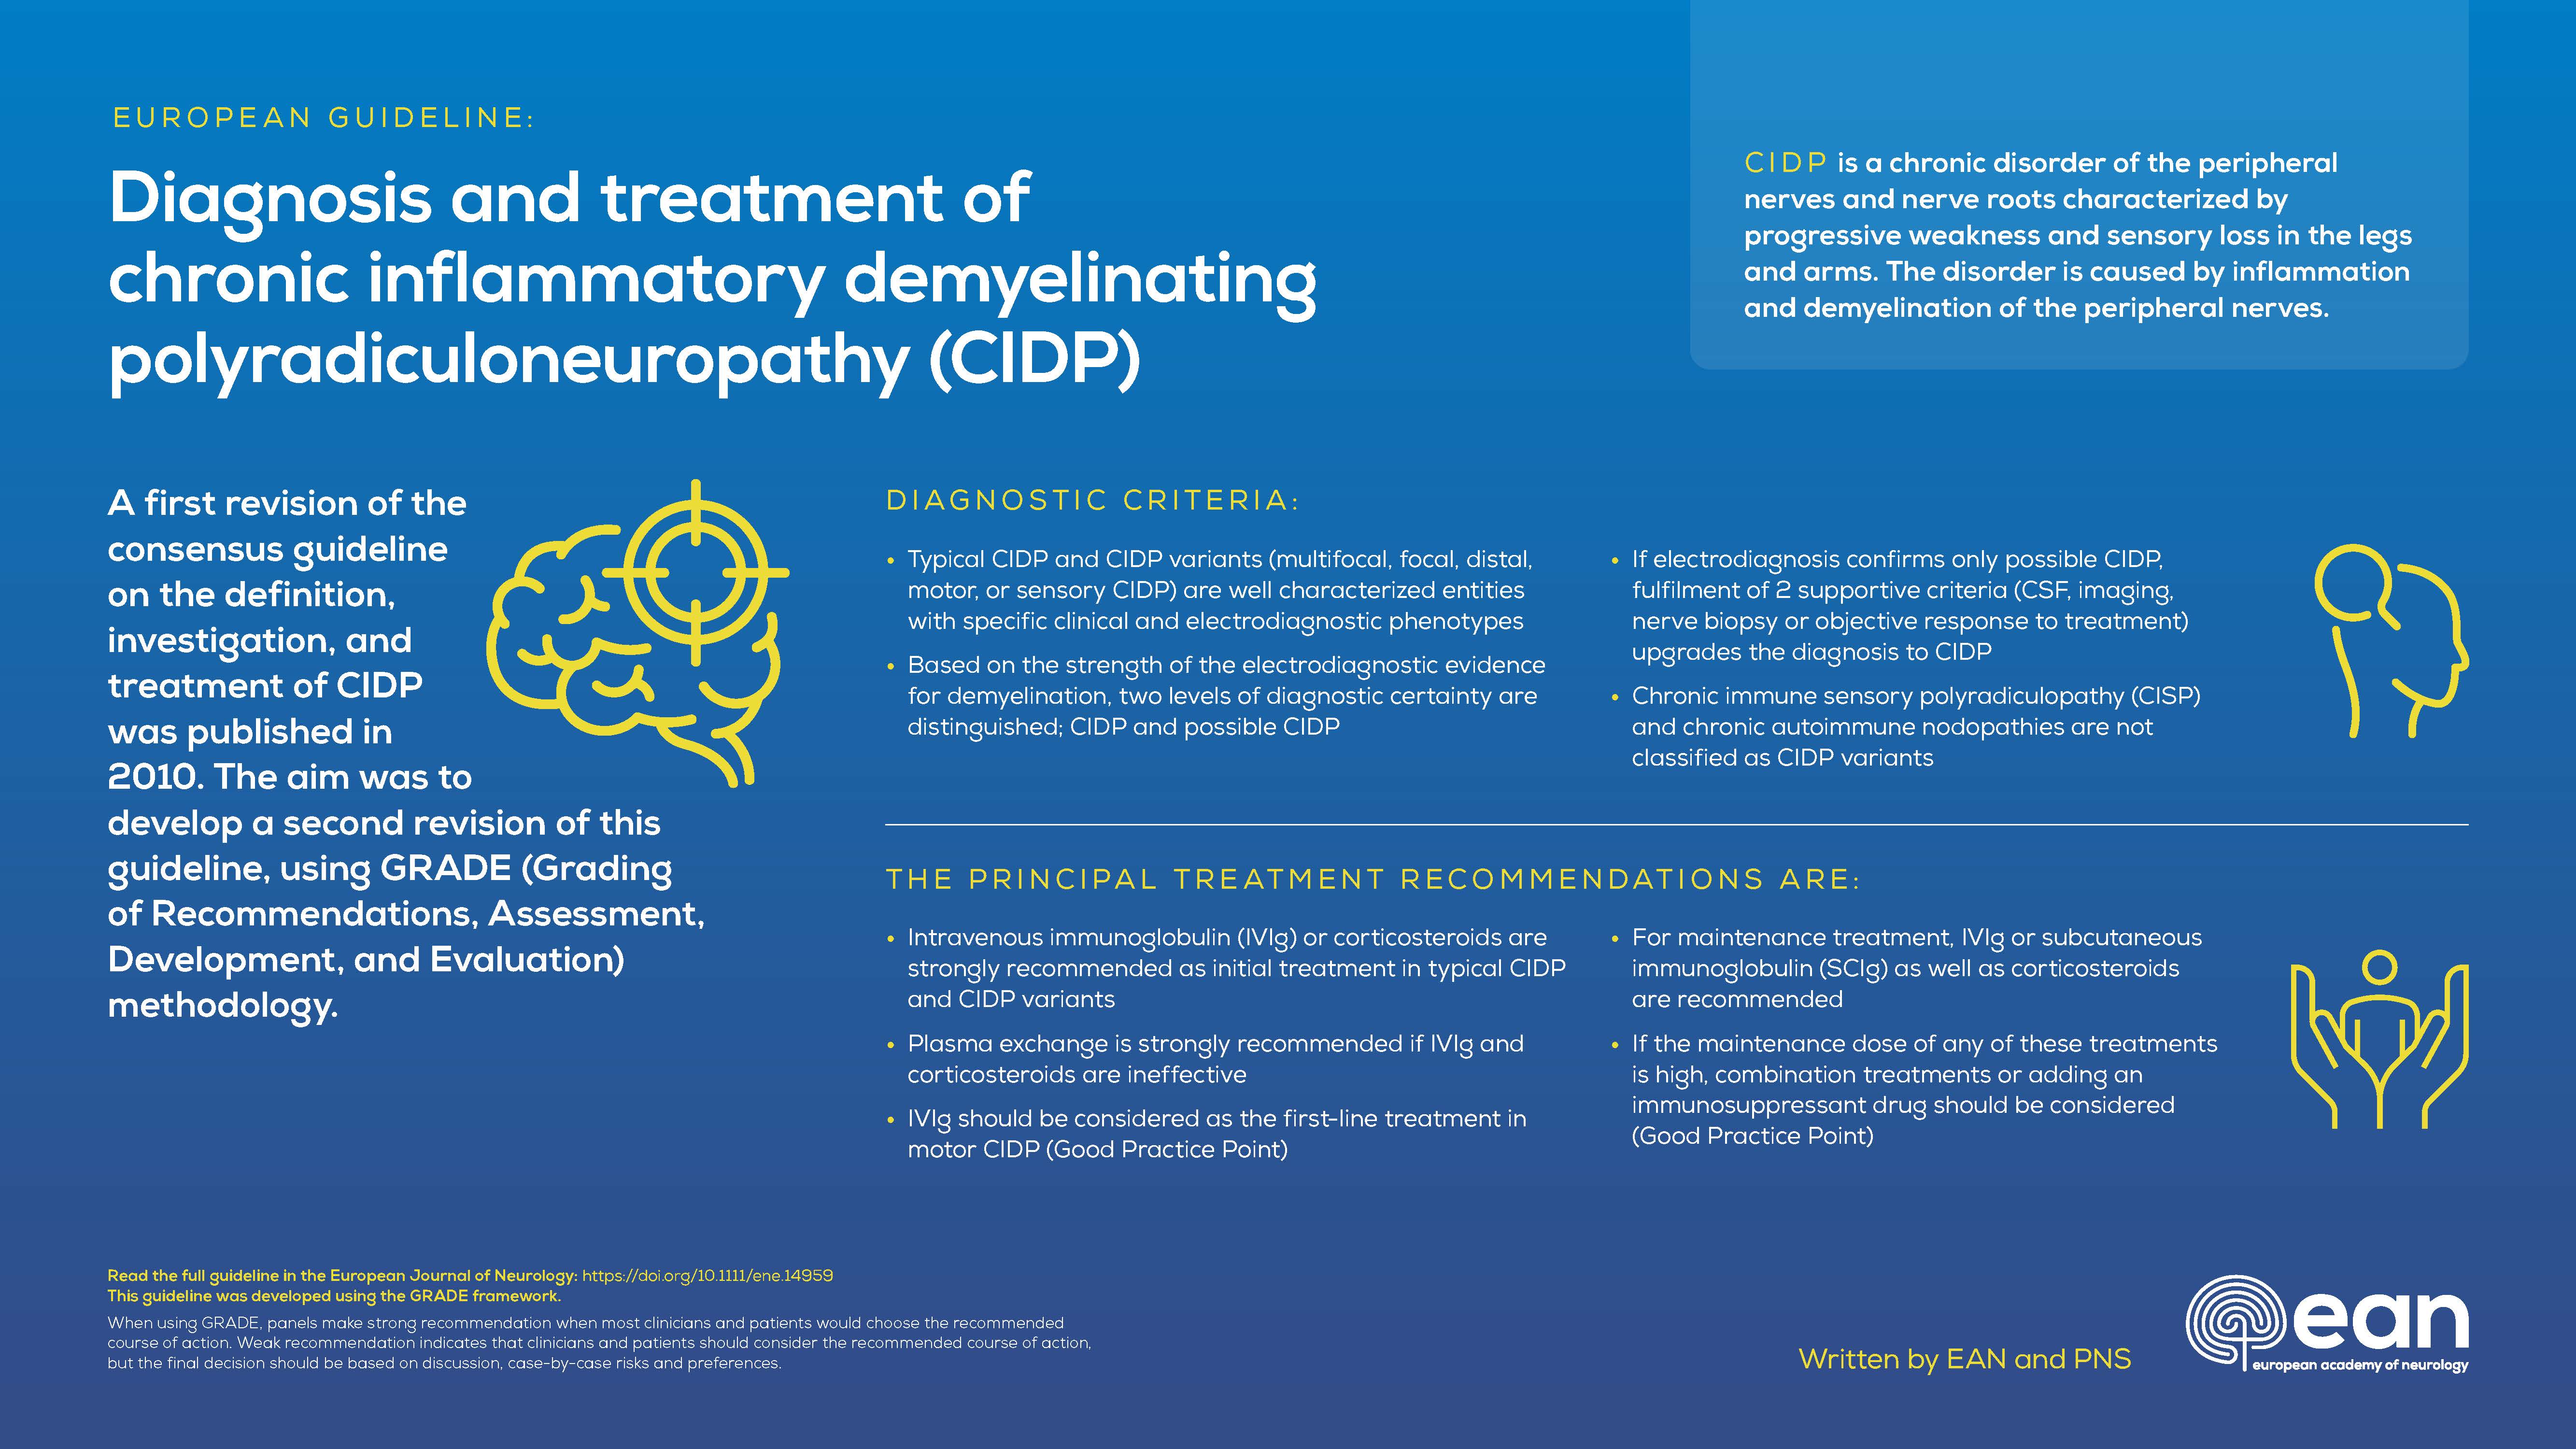 EUROPEAN GUIDELINE:
Diagnosis and treatment of
chronic inflammatory demyelinating
polyradiculoneuropathy (CIDP)
CIDP is a chronic disorder of the peripheral
nerves and nerve roots characterized by
progressive weakness and sensory loss in the legs
and arms. The disorder is caused by inflammation
and demyelination of the peripheral nerves.
A first revision of the
consensus guideline
on the definition,
investigation, and
treatment of CIDP
was published in
2010. The aim was to
develop a second revision of this
guideline, using GRADE (Grading
of Recommendations, Assessment,
Development, and Evaluation)
methodology.
DIAGNOSTIC CRITERIA:
• Typical CIDP and CIDP variants (multifocal, focal, distal,
motor, or sensory CIDP) are well characterized entities
with specific clinical and electrodiagnostic phenotypes
• Based on the strength of the electrodiagnostic evidence
for demyelination, two levels of diagnostic certainty are
distinguished; CIDP and possible CIDP
• If electrodiagnosis confirms only possible CIDP,
fulfilment of 2 supportive criteria (CSF, imaging,
nerve biopsy or objective response to treatment)
upgrades the diagnosis to CIDP
• Chronic immune sensory polyradiculopathy (CISP)
and chronic autoimmune nodopathies are not
classified as CIDP variants
THE PRINCIPAL TREATMENT RECOMMENDATIONS ARE:
• Intravenous immunoglobulin (IVIg) or corticosteroids are
strongly recommended as initial treatment in typical CIDP
and CIDP variants
• Plasma exchange is strongly recommended if IVIg and
corticosteroids are ineffective
• IVIg should be considered as the first-line treatment in
motor CIDP (Good Practice Point)
• For maintenance treatment, IVIg or subcutaneous
immunoglobulin (SCIg) as well as corticosteroids
are recommended
• If the maintenance dose of any of these treatments
is high, combination treatments or adding an
immunosuppressant drug should be considered
(Good Practice Point)
Read the full guideline in the European Journal of Neurology: https://doi.org/10.1111/ene.14959
This guideline was developed using the GRADE framework.
When using GRADE, panels make strong recommendation when most clinicians and patients would choose the recommended
course of action. Weak recommendation indicates that clinicians and patients should consider the recommended course of action,
but the final decision should be based on discussion, case-by-case risks and preferences.
Written by EAN and PNS
ean
european academy of neurology